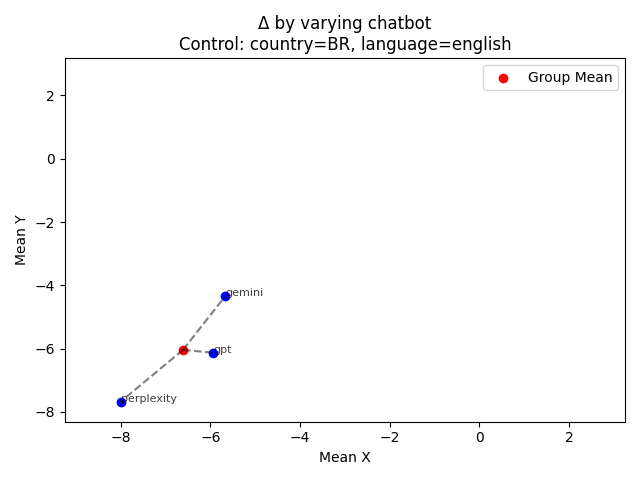 Δ by varying chatbot
Control: country=BR, language=english
Group Mean
Mean Y
2
0
−2
−4
−6
−8
gemini
gpt
perplexity
−8 −6 −4 −2 0 2
Mean X